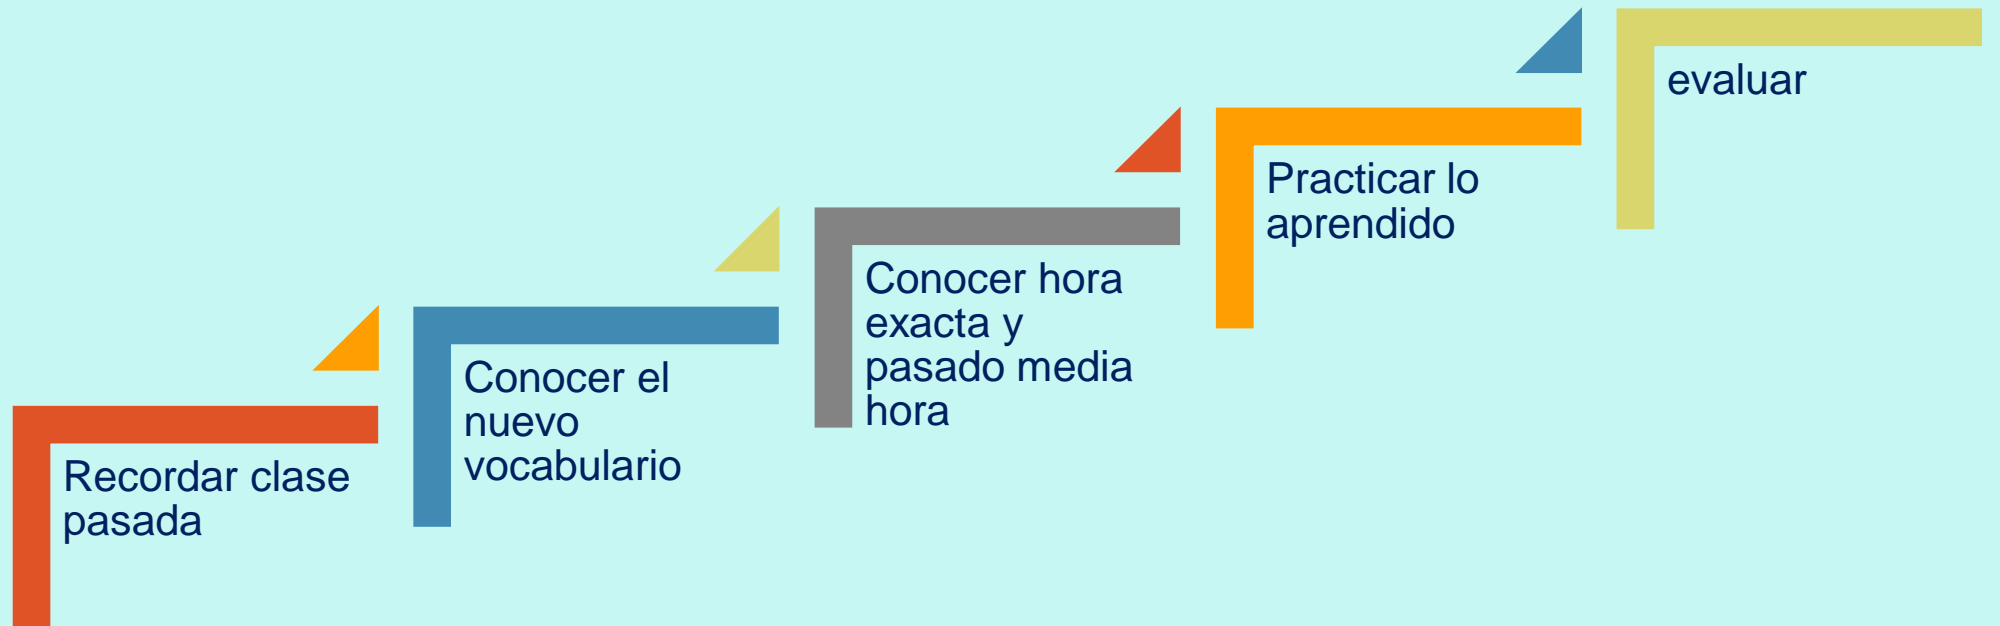 Recordar clase
pasada
Conocer el
nuevo
vocabulario
Conocer hora
exacta y
pasado media
hora
Practicar lo
aprendido
evaluar